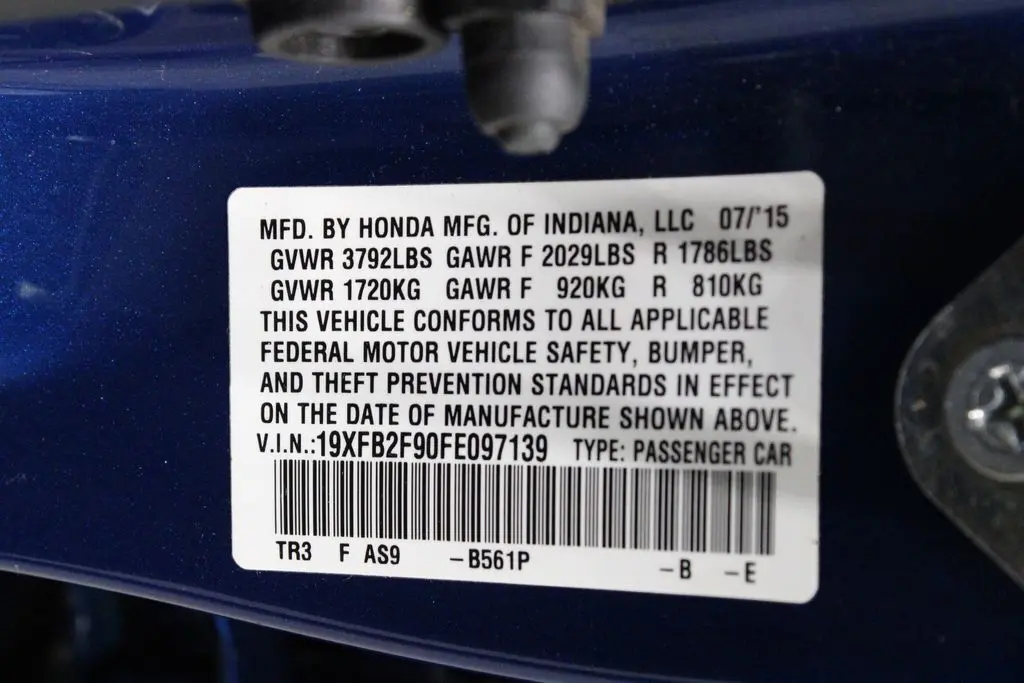 MFD. BY HONDA MFG. OF INDIANA, LLC 07/'15
GVWR 3792LBS GAWR F 2029LBS R 1786LBS
GVWR 1720KG GAWR F 920KG R 810KG
THIS VEHICLE CONFORMS TO ALL APPLICABLE
FEDERAL MOTOR VEHICLE SAFETY, BUMPER,
AND THEFT PREVENTION STANDARDS IN EFFECT
ON THE DATE OF MANUFACTURE SHOWN ABOVE.
V.I.N.:19XFB2F90FE097139 TYPE: PASSENGER CAR
TR3 F AS9 -B561P -B -E